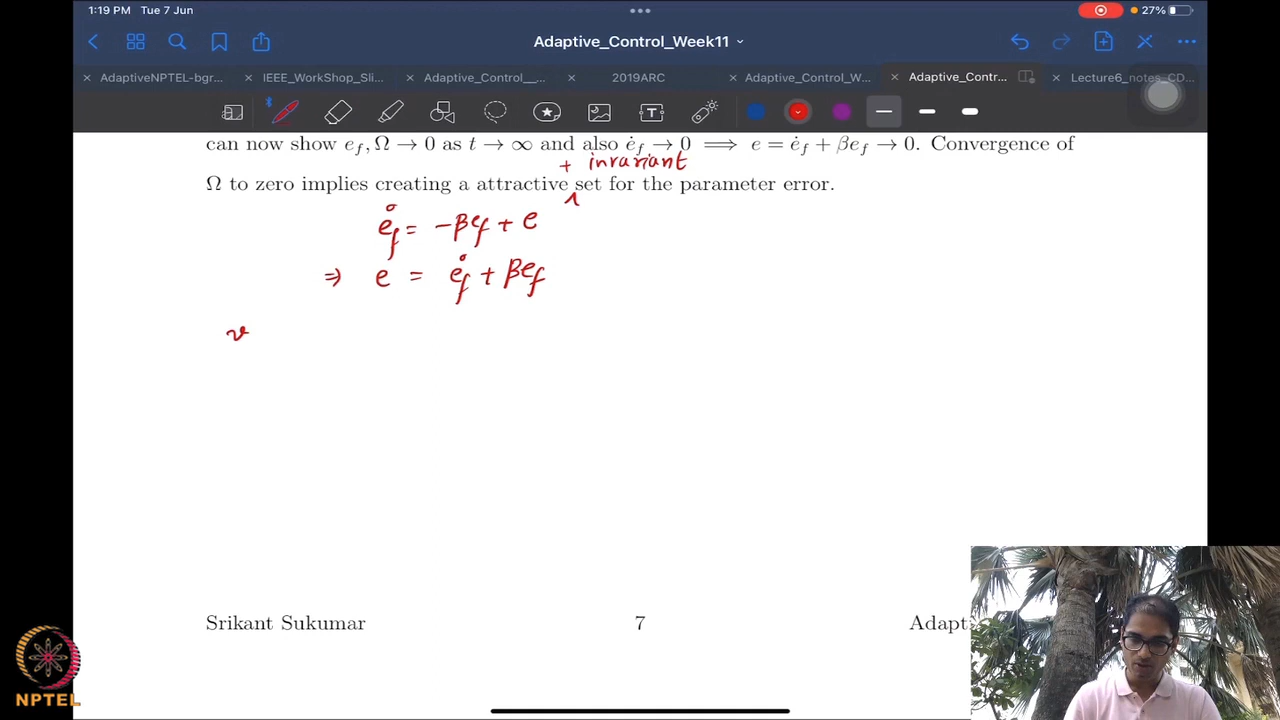 1:19 PM Tue 7 Jun
27%
Adaptive_Control_Week11
AdaptiveNPTEL-bgr... IEEE_WorkShop_Sli... Adaptive_Control__... 2019ARC Adaptive_Control_W... Adaptive_Contr... Lecture6_notes_CD...
can now show e_f, Ω → 0 as t → ∞ and also ė_f → 0 ⟹ e = ė_f + βe_f → 0. Convergence of
+ invariant
Ω to zero implies creating a attractive set for the parameter error.
ė_f = -βe_f + e
⇒ e = ė_f + βe_f
v
Srikant Sukumar 7 Adapt
NPTEL